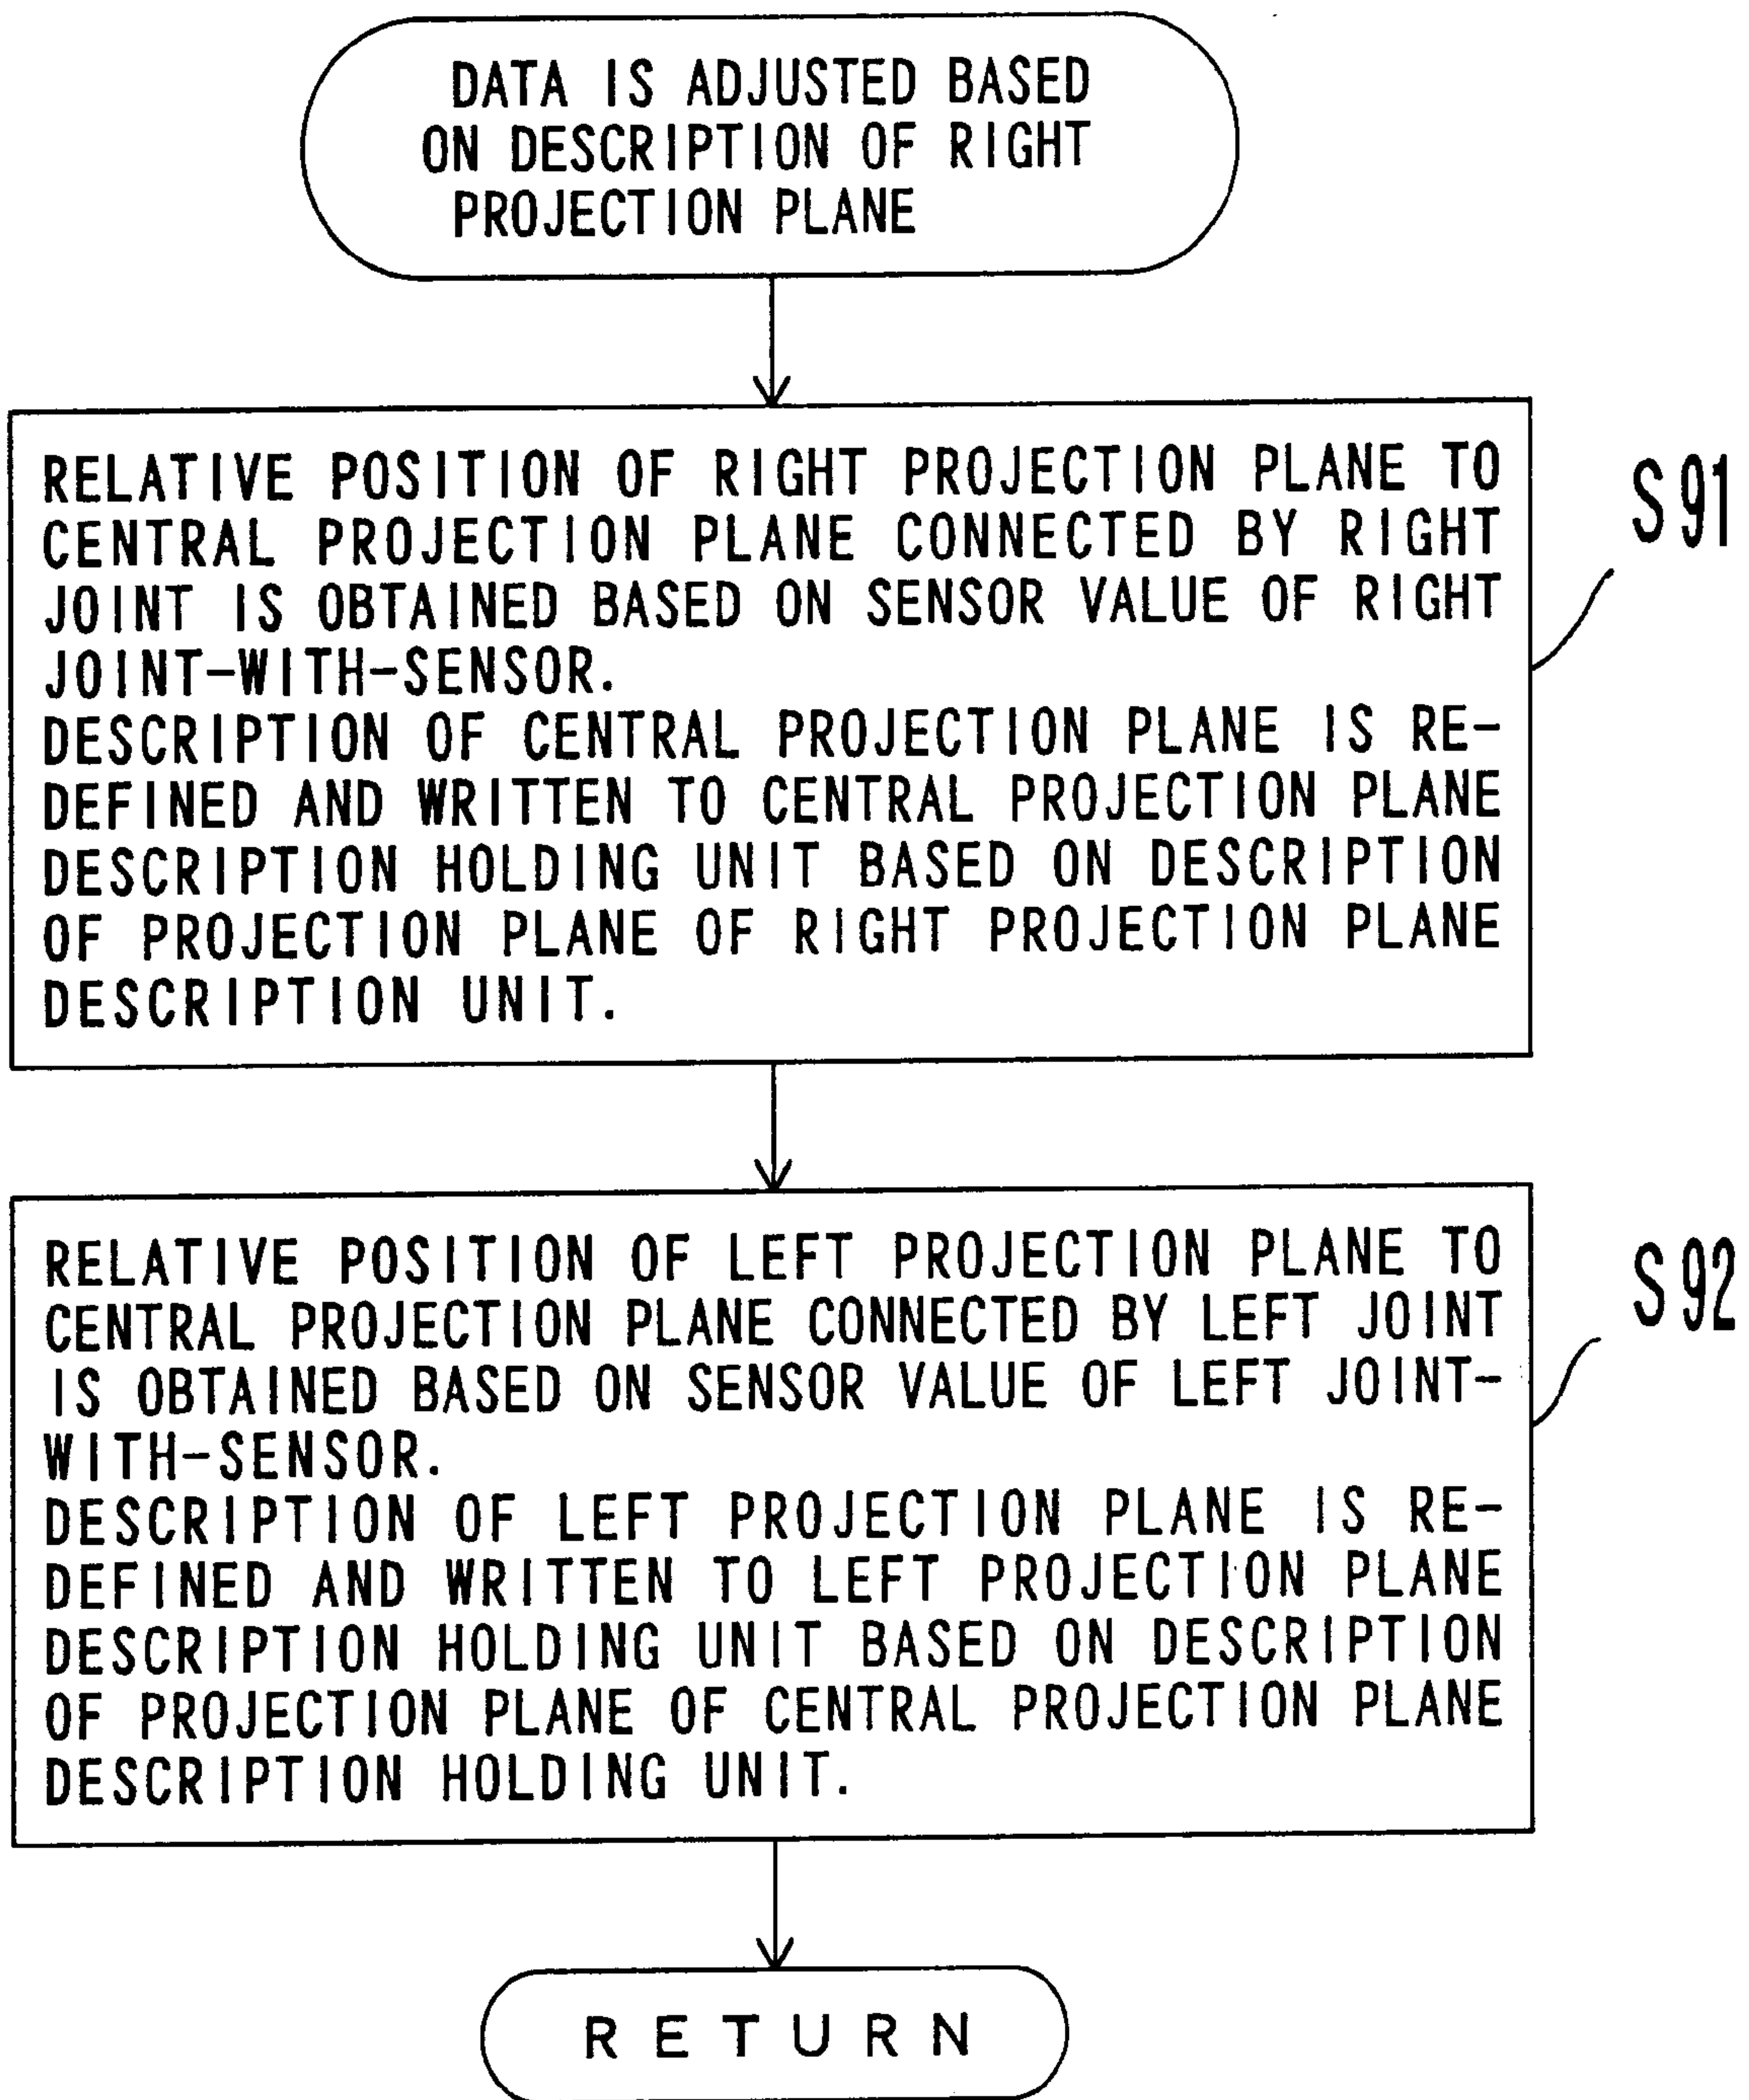 DATA IS ADJUSTED BASED
ON DESCRIPTION OF RIGHT
PROJECTION PLANE
RELATIVE POSITION OF RIGHT PROJECTION PLANE TO
CENTRAL PROJECTION PLANE CONNECTED BY RIGHT
JOINT IS OBTAINED BASED ON SENSOR VALUE OF RIGHT
JOINT-WITH-SENSOR.
DESCRIPTION OF CENTRAL PROJECTION PLANE IS RE-
DEFINED AND WRITTEN TO CENTRAL PROJECTION PLANE
DESCRIPTION HOLDING UNIT BASED ON DESCRIPTION
OF PROJECTION PLANE OF RIGHT PROJECTION PLANE
DESCRIPTION UNIT.
S91
RELATIVE POSITION OF LEFT PROJECTION PLANE TO
CENTRAL PROJECTION PLANE CONNECTED BY LEFT JOINT
IS OBTAINED BASED ON SENSOR VALUE OF LEFT JOINT-
WITH-SENSOR.
DESCRIPTION OF LEFT PROJECTION PLANE IS RE-
DEFINED AND WRITTEN TO LEFT PROJECTION PLANE
DESCRIPTION HOLDING UNIT BASED ON DESCRIPTION
OF PROJECTION PLANE OF CENTRAL PROJECTION PLANE
DESCRIPTION HOLDING UNIT.
S92
RETURN